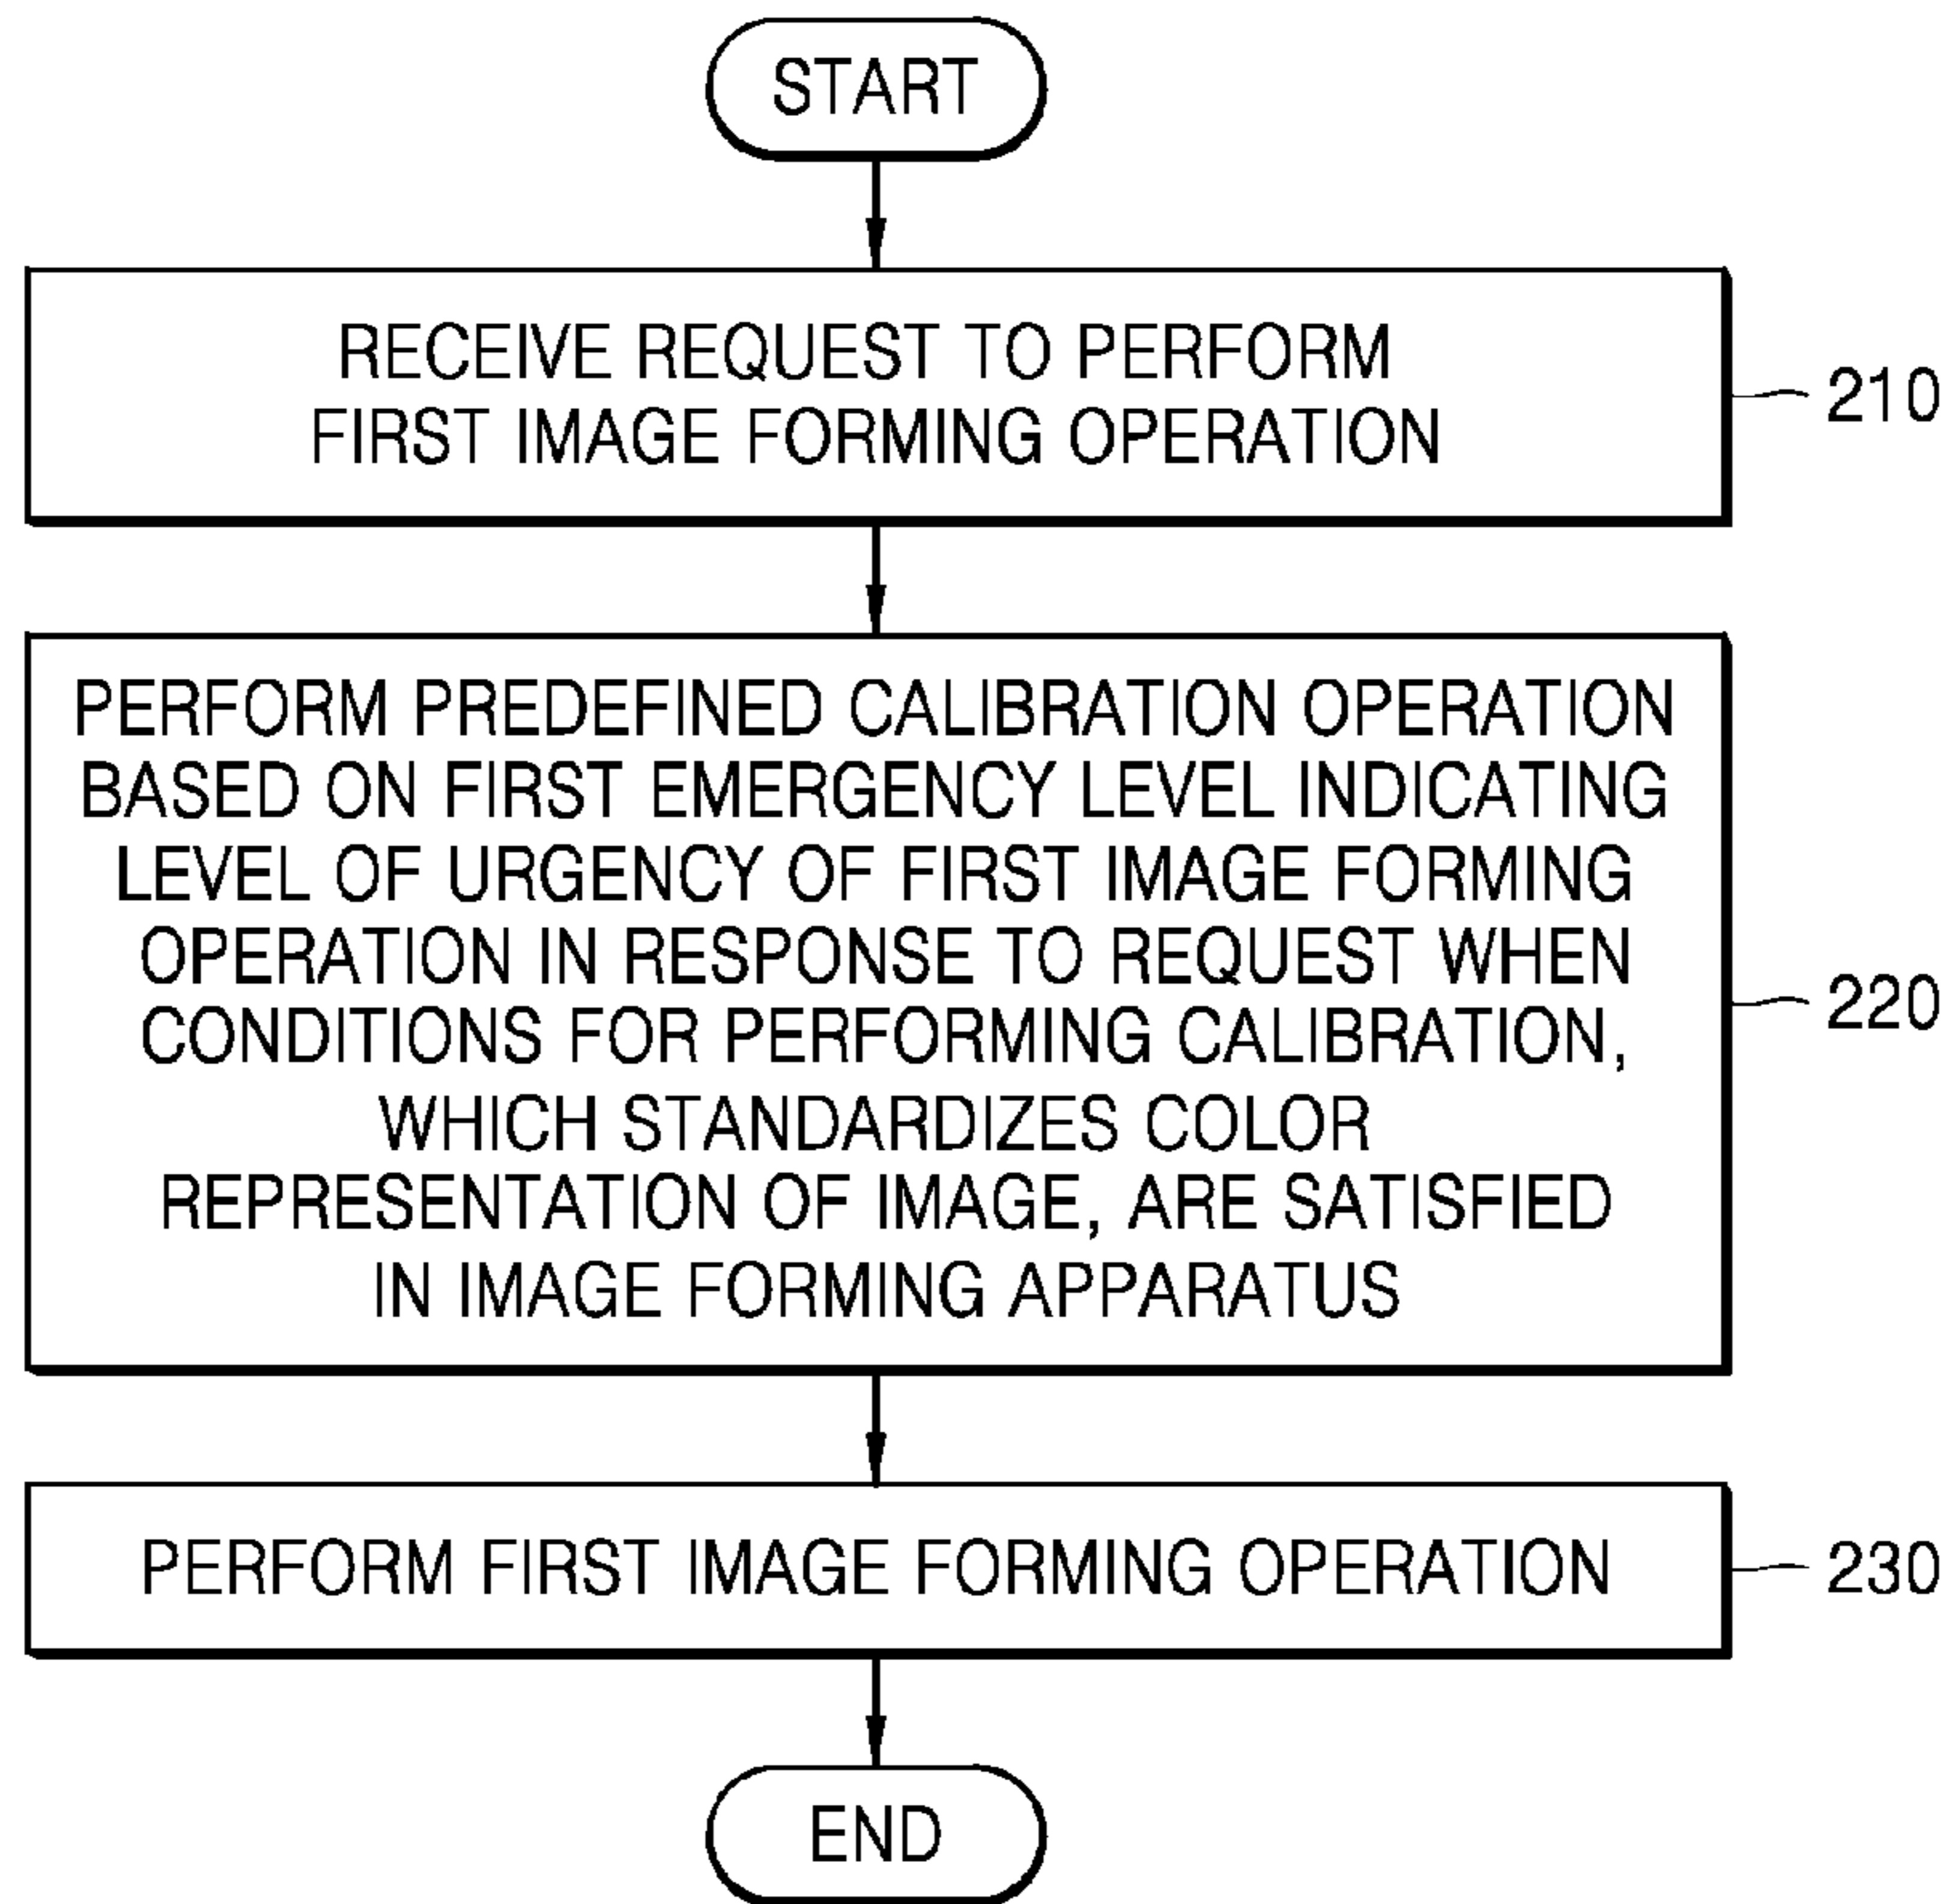 START
RECEIVE REQUEST TO PERFORM
FIRST IMAGE FORMING OPERATION
210
PERFORM PREDEFINED CALIBRATION OPERATION
BASED ON FIRST EMERGENCY LEVEL INDICATING
LEVEL OF URGENCY OF FIRST IMAGE FORMING
OPERATION IN RESPONSE TO REQUEST WHEN
CONDITIONS FOR PERFORMING CALIBRATION,
WHICH STANDARDIZES COLOR
REPRESENTATION OF IMAGE, ARE SATISFIED
IN IMAGE FORMING APPARATUS
220
PERFORM FIRST IMAGE FORMING OPERATION
230
END